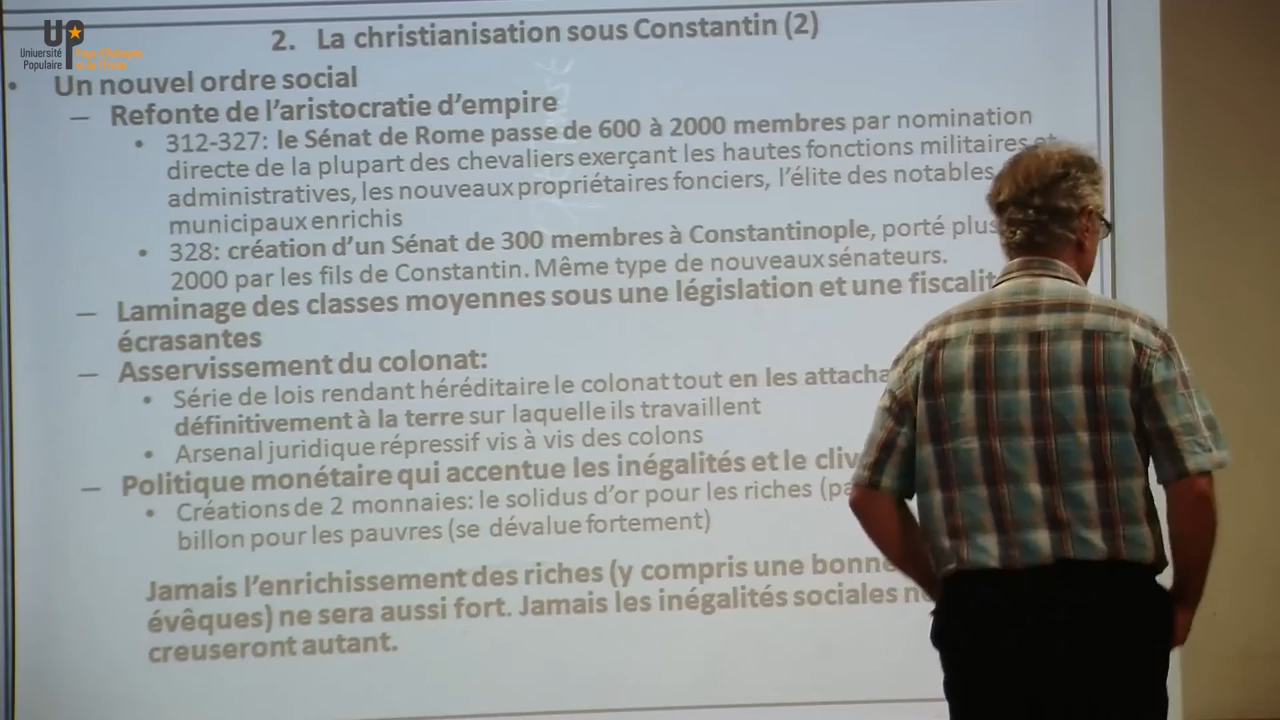 UP
Université
Populaire
2. La christianisation sous Constantin (2)
• Un nouvel ordre social
– Refonte de l'aristocratie d'empire
• 312-327: le Sénat de Rome passe de 600 à 2000 membres par nomination
directe de la plupart des chevaliers exerçant les hautes fonctions militaires et
administratives, les nouveaux propriétaires fonciers, l'élite des notables
municipaux enrichis
• 328: création d'un Sénat de 300 membres à Constantinople, porté plus
2000 par les fils de Constantin. Même type de nouveaux sénateurs.
– Laminage des classes moyennes sous une législation et une fiscalit
écrasantes
– Asservissement du colonat:
• Série de lois rendant héréditaire le colonat tout en les attacha
définitivement à la terre sur laquelle ils travaillent
• Arsenal juridique répressif vis à vis des colons
– Politique monétaire qui accentue les inégalités et le cliv
• Créations de 2 monnaies: le solidus d'or pour les riches (pa
billon pour les pauvres (se dévalue fortement)
Jamais l'enrichissement des riches (y compris une bonne
évêques) ne sera aussi fort. Jamais les inégalités sociales n
creuseront autant.